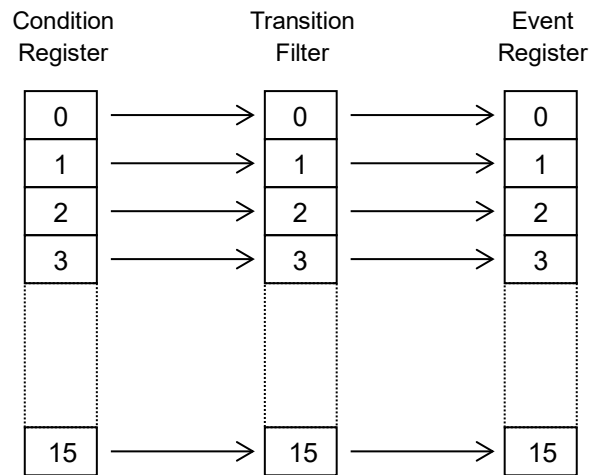 Condition
Register
Transition
Filter
Event
Register
0 0 0
1 1 1
2 2 2
3 3 3
15 15 15